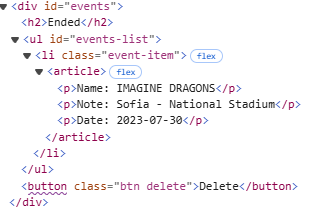 <div id="events">
<h2>Ended</h2>
<ul id="events-list">
<li class="event-item"> flex
<article> flex
<p>Name: IMAGINE DRAGONS</p>
<p>Note: Sofia - National Stadium</p>
<p>Date: 2023-07-30</p>
</article>
</li>
</ul>
<button class="btn delete">Delete</button>
</div>